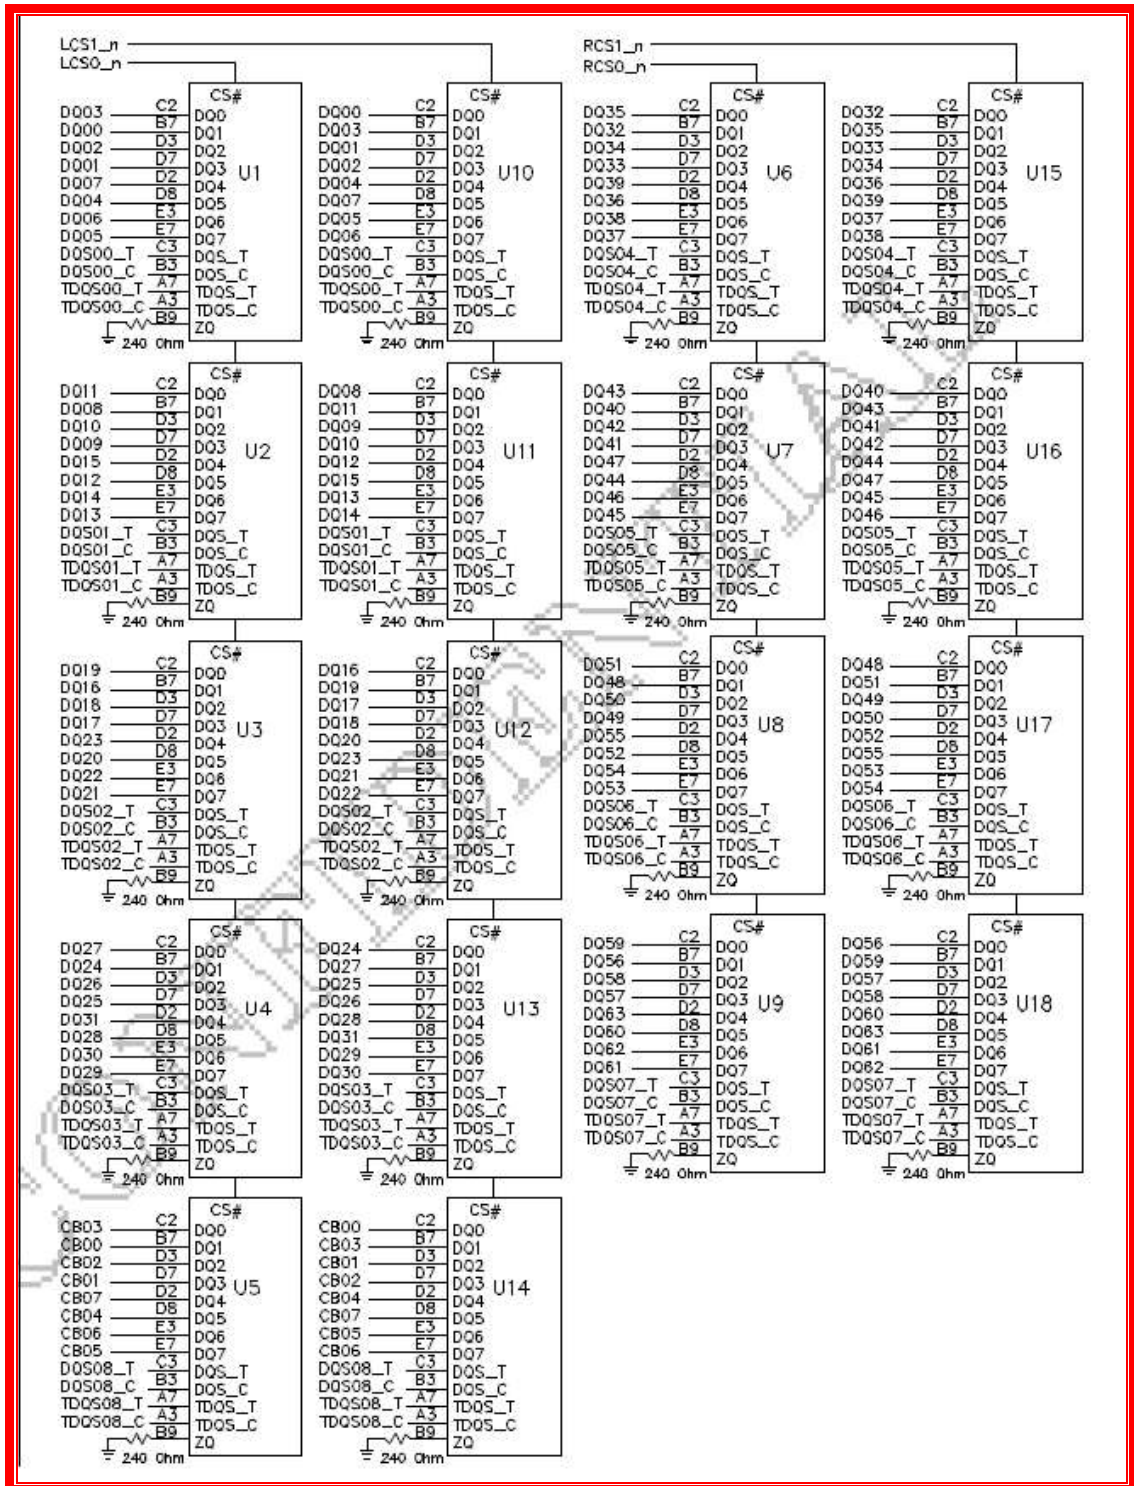 LCS1_n
LCS0_n
RCS1_n
RCS0_n
CS#
DQ03 C2 DQ0
DQ00 B7 DQ1
DQ02 D3 DQ2
DQ01 D7 DQ3
DQ07 D2 DQ4
DQ04 D8 DQ5
DQ06 E3 DQ6
DQ05 E7 DQ7
DQS00_T C3 DQS_T
DQS00_C B3 DQS_C
TDQS00_T A7 TDQS_T
TDQS00_C A3 TDQS_C
B9 ZQ
240 Ohm
U1
CS#
DQ00 C2 DQ0
DQ03 B7 DQ1
DQ01 D3 DQ2
DQ02 D7 DQ3
DQ04 D2 DQ4
DQ07 D8 DQ5
DQ05 E3 DQ6
DQ06 E7 DQ7
DQS00_T C3 DQS_T
DQS00_C B3 DQS_C
TDQS00_T A7 TDQS_T
TDQS00_C A3 TDQS_C
B9 ZQ
240 Ohm
U10
CS#
DQ35 C2 DQ0
DQ32 B7 DQ1
DQ34 D3 DQ2
DQ33 D7 DQ3
DQ39 D2 DQ4
DQ36 D8 DQ5
DQ38 E3 DQ6
DQ37 E7 DQ7
DQS04_T C3 DQS_T
DQS04_C B3 DQS_C
TDQS04_T A7 TDQS_T
TDQS04_C A3 TDQS_C
B9 ZQ
240 Ohm
U6
CS#
DQ32 C2 DQ0
DQ35 B7 DQ1
DQ33 D3 DQ2
DQ34 D7 DQ3
DQ36 D2 DQ4
DQ39 D8 DQ5
DQ37 E3 DQ6
DQ38 E7 DQ7
DQS04_T C3 DQS_T
DQS04_C B3 DQS_C
TDQS04_T A7 TDQS_T
TDQS04_C A3 TDQS_C
B9 ZQ
240 Ohm
U15
CS#
DQ11 C2 DQ0
DQ08 B7 DQ1
DQ10 D3 DQ2
DQ09 D7 DQ3
DQ15 D2 DQ4
DQ12 D8 DQ5
DQ14 E3 DQ6
DQ13 E7 DQ7
DQS01_T C3 DQS_T
DQS01_C B3 DQS_C
TDQS01_T A7 TDQS_T
TDQS01_C A3 TDQS_C
B9 ZQ
240 Ohm
U2
CS#
DQ08 C2 DQ0
DQ11 B7 DQ1
DQ09 D3 DQ2
DQ10 D7 DQ3
DQ12 D2 DQ4
DQ15 D8 DQ5
DQ13 E3 DQ6
DQ14 E7 DQ7
DQS01_T C3 DQS_T
DQS01_C B3 DQS_C
TDQS01_T A7 TDQS_T
TDQS01_C A3 TDQS_C
B9 ZQ
240 Ohm
U11
CS#
DQ43 C2 DQ0
DQ40 B7 DQ1
DQ42 D3 DQ2
DQ41 D7 DQ3
DQ47 D2 DQ4
DQ44 D8 DQ5
DQ46 E3 DQ6
DQ45 E7 DQ7
DQS05_T C3 DQS_T
DQS05_C B3 DQS_C
TDQS05_T A7 TDQS_T
TDQS05_C A3 TDQS_C
B9 ZQ
240 Ohm
U7
CS#
DQ40 C2 DQ0
DQ43 B7 DQ1
DQ41 D3 DQ2
DQ42 D7 DQ3
DQ44 D2 DQ4
DQ47 D8 DQ5
DQ45 E3 DQ6
DQ46 E7 DQ7
DQS05_T C3 DQS_T
DQS05_C B3 DQS_C
TDQS05_T A7 TDQS_T
TDQS05_C A3 TDQS_C
B9 ZQ
240 Ohm
U16
CS#
DQ19 C2 DQ0
DQ16 B7 DQ1
DQ18 D3 DQ2
DQ17 D7 DQ3
DQ23 D2 DQ4
DQ20 D8 DQ5
DQ22 E3 DQ6
DQ21 E7 DQ7
DQS02_T C3 DQS_T
DQS02_C B3 DQS_C
TDQS02_T A7 TDQS_T
TDQS02_C A3 TDQS_C
B9 ZQ
240 Ohm
U3
CS#
DQ16 C2 DQ0
DQ19 B7 DQ1
DQ17 D3 DQ2
DQ18 D7 DQ3
DQ20 D2 DQ4
DQ23 D8 DQ5
DQ21 E3 DQ6
DQ22 E7 DQ7
DQS02_T C3 DQS_T
DQS02_C B3 DQS_C
TDQS02_T A7 TDQS_T
TDQS02_C A3 TDQS_C
B9 ZQ
240 Ohm
U12
CS#
DQ51 C2 DQ0
DQ48 B7 DQ1
DQ50 D3 DQ2
DQ49 D7 DQ3
DQ55 D2 DQ4
DQ52 D8 DQ5
DQ54 E3 DQ6
DQ53 E7 DQ7
DQS06_T C3 DQS_T
DQS06_C B3 DQS_C
TDQS06_T A7 TDQS_T
TDQS06_C A3 TDQS_C
B9 ZQ
240 Ohm
U8
CS#
DQ48 C2 DQ0
DQ51 B7 DQ1
DQ49 D3 DQ2
DQ50 D7 DQ3
DQ52 D2 DQ4
DQ55 D8 DQ5
DQ53 E3 DQ6
DQ54 E7 DQ7
DQS06_T C3 DQS_T
DQS06_C B3 DQS_C
TDQS06_T A7 TDQS_T
TDQS06_C A3 TDQS_C
B9 ZQ
240 Ohm
U17
CS#
DQ27 C2 DQ0
DQ24 B7 DQ1
DQ26 D3 DQ2
DQ25 D7 DQ3
DQ31 D2 DQ4
DQ28 D8 DQ5
DQ30 E3 DQ6
DQ29 E7 DQ7
DQS03_T C3 DQS_T
DQS03_C B3 DQS_C
TDQS03_T A7 TDQS_T
TDQS03_C A3 TDQS_C
B9 ZQ
240 Ohm
U4
CS#
DQ24 C2 DQ0
DQ27 B7 DQ1
DQ25 D3 DQ2
DQ26 D7 DQ3
DQ28 D2 DQ4
DQ31 D8 DQ5
DQ29 E3 DQ6
DQ30 E7 DQ7
DQS03_T C3 DQS_T
DQS03_C B3 DQS_C
TDQS03_T A7 TDQS_T
TDQS03_C A3 TDQS_C
B9 ZQ
240 Ohm
U13
CS#
DQ59 C2 DQ0
DQ56 B7 DQ1
DQ58 D3 DQ2
DQ57 D7 DQ3
DQ63 D2 DQ4
DQ60 D8 DQ5
DQ62 E3 DQ6
DQ61 E7 DQ7
DQS07_T C3 DQS_T
DQS07_C B3 DQS_C
TDQS07_T A7 TDQS_T
TDQS07_C A3 TDQS_C
B9 ZQ
240 Ohm
U9
CS#
DQ56 C2 DQ0
DQ59 B7 DQ1
DQ57 D3 DQ2
DQ58 D7 DQ3
DQ60 D2 DQ4
DQ63 D8 DQ5
DQ61 E3 DQ6
DQ62 E7 DQ7
DQS07_T C3 DQS_T
DQS07_C B3 DQS_C
TDQS07_T A7 TDQS_T
TDQS07_C A3 TDQS_C
B9 ZQ
240 Ohm
U18
CS#
CB03 C2 DQ0
CB00 B7 DQ1
CB02 D3 DQ2
CB01 D7 DQ3
CB07 D2 DQ4
CB04 D8 DQ5
CB06 E3 DQ6
CB05 E7 DQ7
DQS08_T C3 DQS_T
DQS08_C B3 DQS_C
TDQS08_T A7 TDQS_T
TDQS08_C A3 TDQS_C
B9 ZQ
240 Ohm
U5
CS#
CB00 C2 DQ0
CB03 B7 DQ1
CB01 D3 DQ2
CB02 D7 DQ3
CB04 D2 DQ4
CB07 D8 DQ5
CB05 E3 DQ6
CB06 E7 DQ7
DQS08_T C3 DQS_T
DQS08_C B3 DQS_C
TDQS08_T A7 TDQS_T
TDQS08_C A3 TDQS_C
B9 ZQ
240 Ohm
U14
CONFIDENTIAL